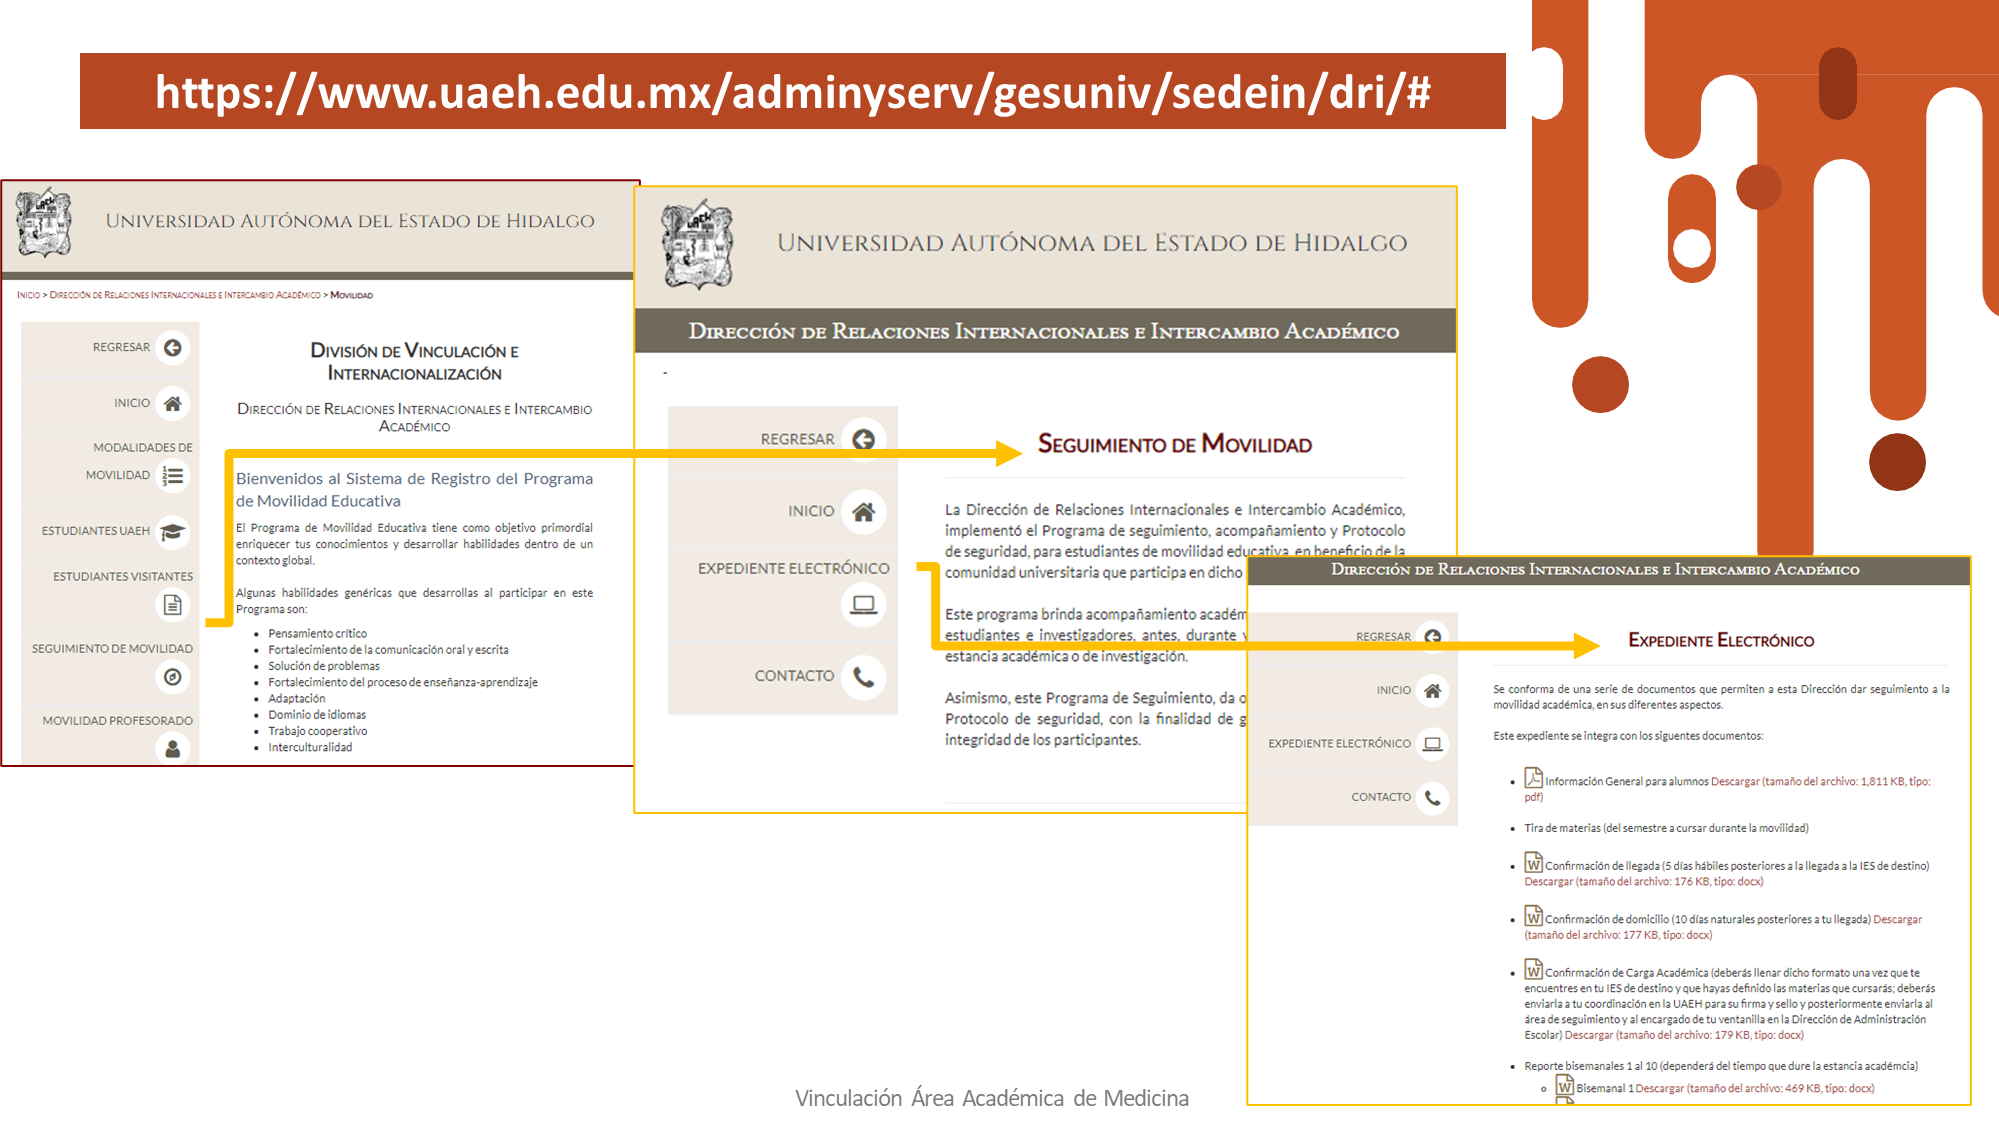 https://www.uaeh.edu.mx/adminyserv/gesuniv/sedein/dri/#
UNIVERSIDAD AUTÓNOMA DEL ESTADO DE HIDALGO
INICIO > DIRECCIÓN DE RELACIONES INTERNACIONALES E INTERCAMBIO ACADÉMICO > MOVILIDAD
REGRESAR
INICIO
MODALIDADES DE
MOVILIDAD
ESTUDIANTES UAEH
ESTUDIANTES VISITANTES
SEGUIMIENTO DE MOVILIDAD
MOVILIDAD PROFESORADO
DIVISIÓN DE VINCULACIÓN E
INTERNACIONALIZACIÓN
DIRECCIÓN DE RELACIONES INTERNACIONALES E INTERCAMBIO
ACADÉMICO
Bienvenidos al Sistema de Registro del Programa
de Movilidad Educativa
El Programa de Movilidad Educativa tiene como objetivo primordial
enriquecer tus conocimientos y desarrollar habilidades dentro de un
contexto global.
Algunas habilidades genéricas que desarrollas al participar en este
Programa son:
• Pensamiento crítico
• Fortalecimiento de la comunicación oral y escrita
• Solución de problemas
• Fortalecimiento del proceso de enseñanza-aprendizaje
• Adaptación
• Dominio de idiomas
• Trabajo cooperativo
• Interculturalidad
UNIVERSIDAD AUTÓNOMA DEL ESTADO DE HIDALGO
DIRECCIÓN DE RELACIONES INTERNACIONALES E INTERCAMBIO ACADÉMICO
-
REGRESAR
INICIO
EXPEDIENTE ELECTRÓNICO
CONTACTO
SEGUIMIENTO DE MOVILIDAD
La Dirección de Relaciones Internacionales e Intercambio Académico,
implementó el Programa de seguimiento, acompañamiento y Protocolo
de seguridad, para estudiantes de movilidad educativa, en beneficio de la
comunidad universitaria que participa en dicho
Este programa brinda acompañamiento académ
estudiantes e investigadores, antes, durante y
estancia académica o de investigación.
Asimismo, este Programa de Seguimiento, da o
Protocolo de seguridad, con la finalidad de g
integridad de los participantes.
DIRECCIÓN DE RELACIONES INTERNACIONALES E INTERCAMBIO ACADÉMICO
REGRESAR
INICIO
EXPEDIENTE ELECTRÓNICO
CONTACTO
EXPEDIENTE ELECTRÓNICO
Se conforma de una serie de documentos que permiten a esta Dirección dar seguimiento a la
movilidad académica, en sus diferentes aspectos.
Este expediente se integra con los siguentes documentos:
• Información General para alumnos Descargar (tamaño del archivo: 1,811 KB, tipo:
pdf)
• Tira de materias (del semestre a cursar durante la movilidad)
• Confirmación de llegada (5 días hábiles posteriores a la llegada a la IES de destino)
Descargar (tamaño del archivo: 176 KB, tipo: docx)
• Confirmación de domicilio (10 días naturales posteriores a tu llegada) Descargar
(tamaño del archivo: 177 KB, tipo: docx)
• Confirmación de Carga Académica (deberás llenar dicho formato una vez que te
encuentres en tu IES de destino y que hayas definido las materias que cursarás; deberás
enviarla a tu coordinación en la UAEH para su firma y sello y posteriormente enviarla al
área de seguimiento y al encargado de tu ventanilla en la Dirección de Administración
Escolar) Descargar (tamaño del archivo: 179 KB, tipo: docx)
• Reporte bisemanales 1 al 10 (dependerá del tiempo que dure la estancia académcia)
Bisemanal 1 Descargar (tamaño del archivo: 469 KB, tipo: docx)
Vinculación Área Académica de Medicina